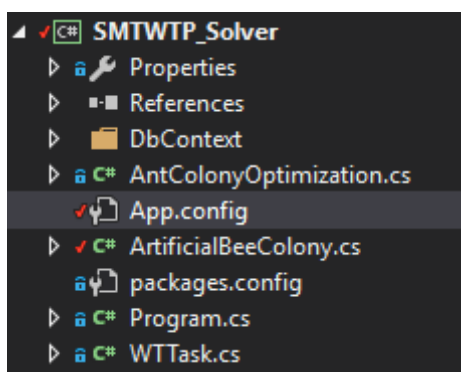 C# SMTWTP_Solver
Properties
References
DbContext
C# AntColonyOptimization.cs
App.config
C# ArtificialBeeColony.cs
packages.config
C# Program.cs
C# WTTask.cs